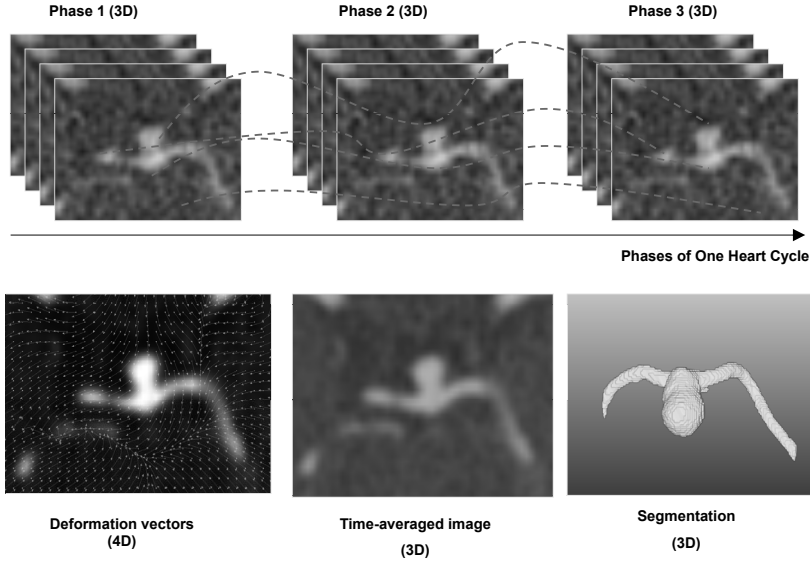 Phase 1 (3D)
Phase 2 (3D)
Phase 3 (3D)
Phases of One Heart Cycle
Deformation vectors
(4D)
Time-averaged image
(3D)
Segmentation
(3D)